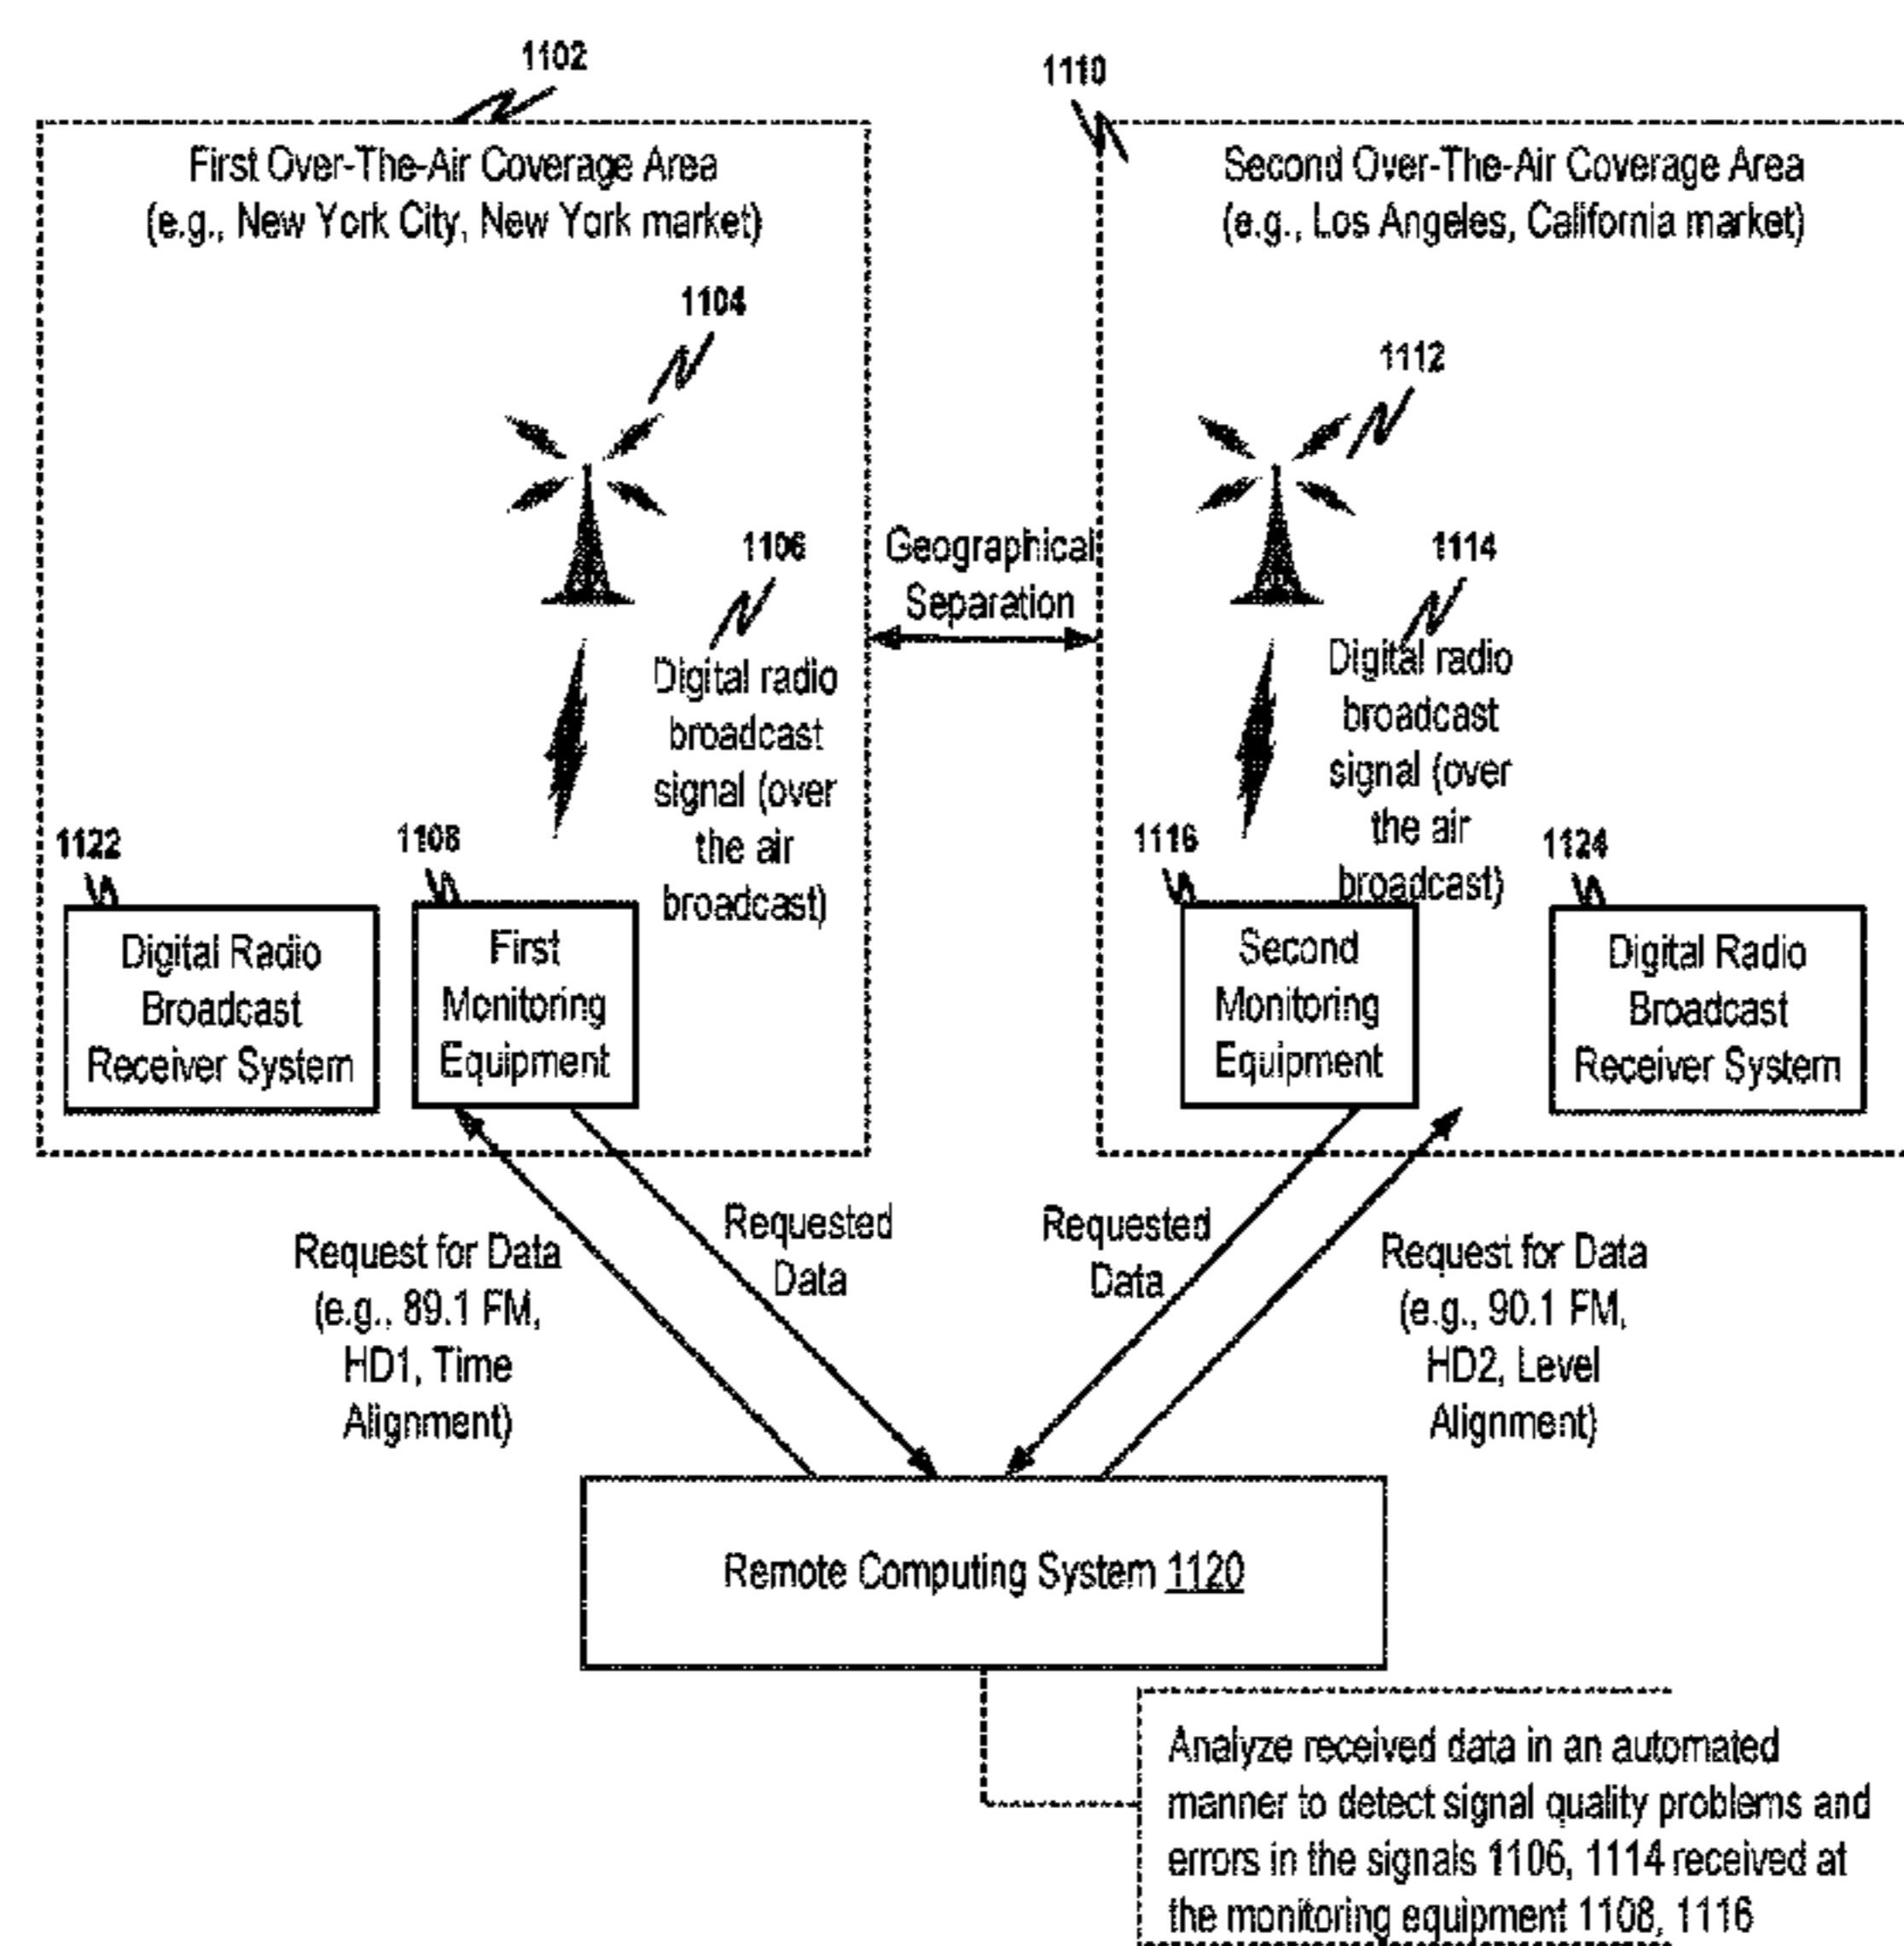 1102
1110
First Over-The-Air Coverage Area
(e.g., New York City, New York market)
Second Over-The-Air Coverage Area
(e.g., Los Angeles, California market)
1104
1112
1106
Geographical
Separation
1114
Digital radio
broadcast
signal (over
the air
broadcast)
Digital radio
broadcast
signal (over
the air
broadcast)
1122
1108
1116
1124
Digital Radio
Broadcast
Receiver System
First
Monitoring
Equipment
Second
Monitoring
Equipment
Digital Radio
Broadcast
Receiver System
Request for Data
(e.g., 89.1 FM,
HD1, Time
Alignment)
Requested
Data
Requested
Data
Request for Data
(e.g., 90.1 FM,
HD2, Level
Alignment)
Remote Computing System 1120
Analyze received data in an automated
manner to detect signal quality problems and
errors in the signals 1106, 1114 received at
the monitoring equipment 1108, 1116